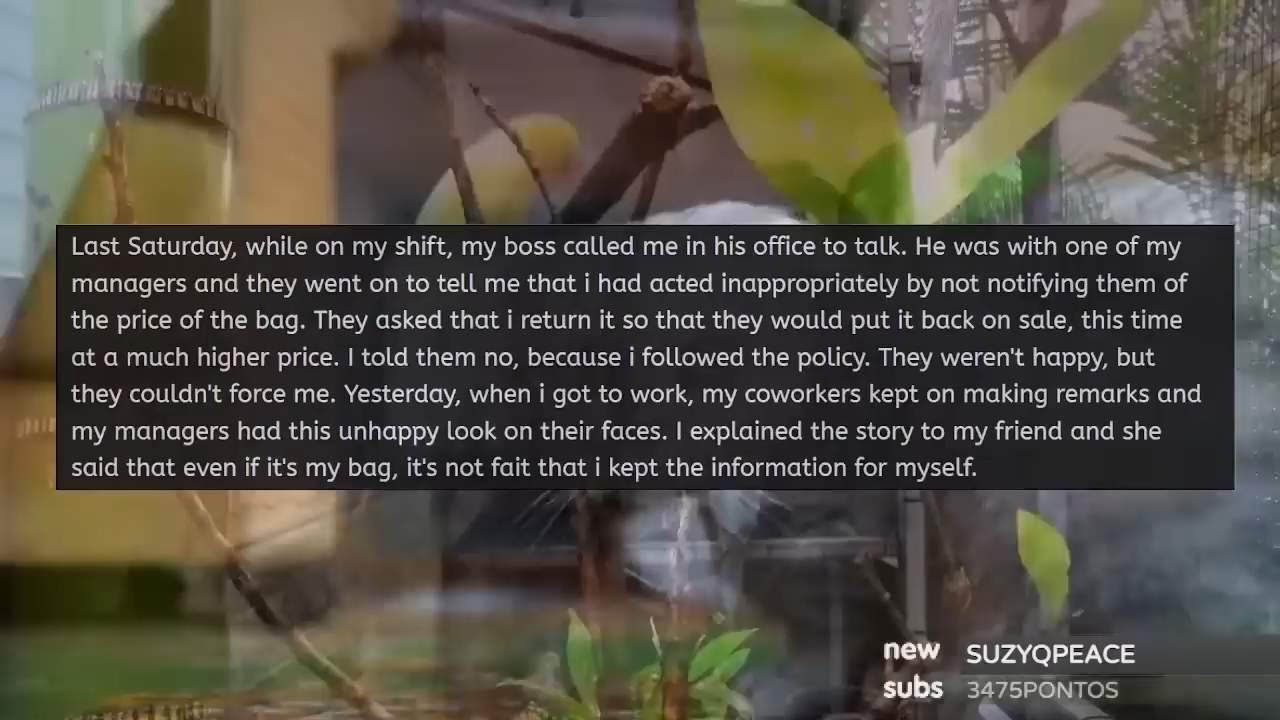 Last Saturday, while on my shift, my boss called me in his office to talk. He was with one of my
managers and they went on to tell me that i had acted inappropriately by not notifying them of
the price of the bag. They asked that i return it so that they would put it back on sale, this time
at a much higher price. I told them no, because i followed the policy. They weren't happy, but
they couldn't force me. Yesterday, when i got to work, my coworkers kept on making remarks and
my managers had this unhappy look on their faces. I explained the story to my friend and she
said that even if it's my bag, it's not fait that i kept the information for myself.
new SUZYQPEACE
subs 3475PONTOS